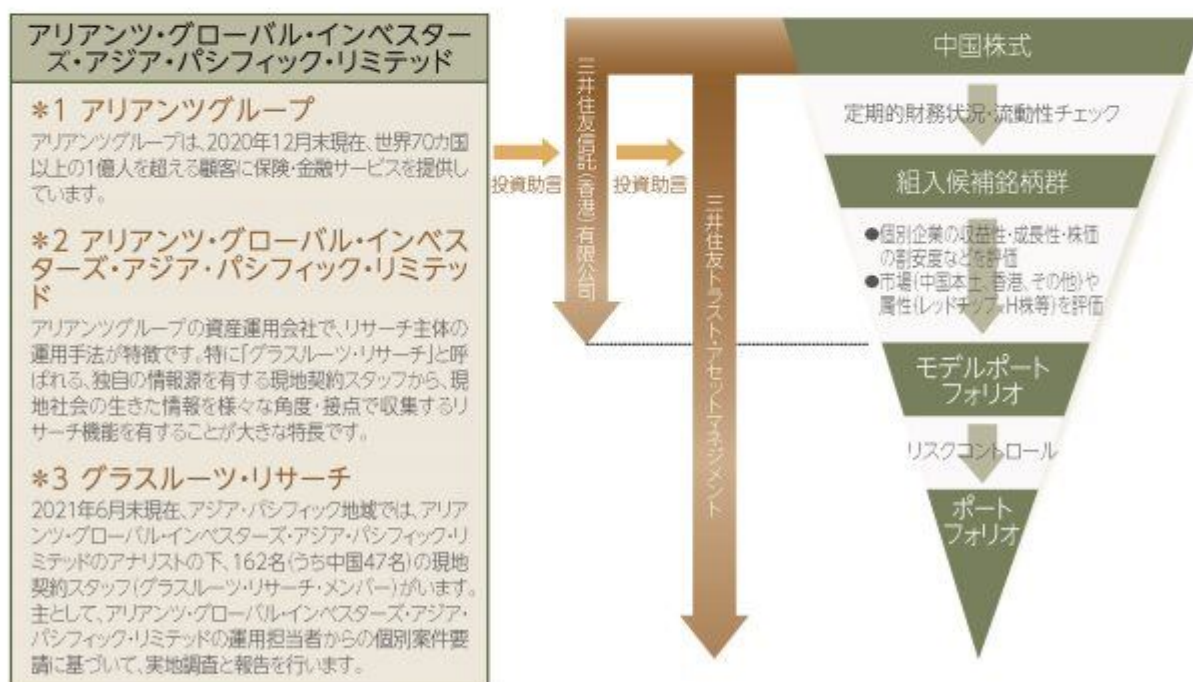 アリアンツ・グローバル・インベスター
ズ・アジア・パシフィック・リミテッド
*1 アリアンツグループ
アリアンツグループは、2020年12月末現在、世界70カ国
以上の1億人を超える顧客に保険・金融サービスを提供し
ています。
*2 アリアンツ・グローバル・インベス
ターズ・アジア・パシフィック・リミテッ
ド
アリアンツグループの資産運用会社で、リサーチ主体の
運用手法が特徴です。特に「グラスルーツ・リサーチ」と呼
ばれる、独自の情報源を有する現地契約スタッフから、現
地社会の生きた情報を様々な角度・接点で収集するリ
サーチ機能を有することが大きな特長です。
*3 グラスルーツ・リサーチ
2021年6月末現在、アジア・パシフィック地域では、アリア
ンツ・グローバル・インベスターズ・アジア・パシフィック・リ
ミテッドのアナリストの下、162名(うち中国47名)の現地
契約スタッフ(グラスルーツ・リサーチ・メンバー)がいます。
主として、アリアンツ・グローバル・インベスターズ・アジア・
パシフィック・リミテッドの運用担当者からの個別案件要
請に基づいて、実地調査と報告を行います。
投資助言
三井住友信託(香港)有限公司
投資助言
三井住友トラスト・アセットマネジメント
中国株式
定期的財務状況・流動性チェック
組入候補銘柄群
●個別企業の収益性・成長性・株価
の割安度などを評価
●市場(中国本土、香港、その他)や
属性(レッドチップ、H株等)を評価
モデルポート
フォリオ
リスクコントロール
ポート
フォリオ